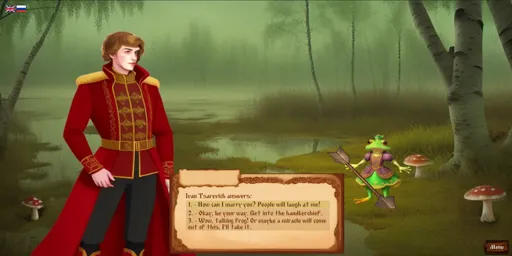 Ivan Tsarevich answers:
1. - How can I marry you? People will laugh at me!
2. - Okay, be your way. Get into the handkerchief.
3. - Wow, talking frog! Or maybe a miracle will come
out of this. I'll take it.
Menu